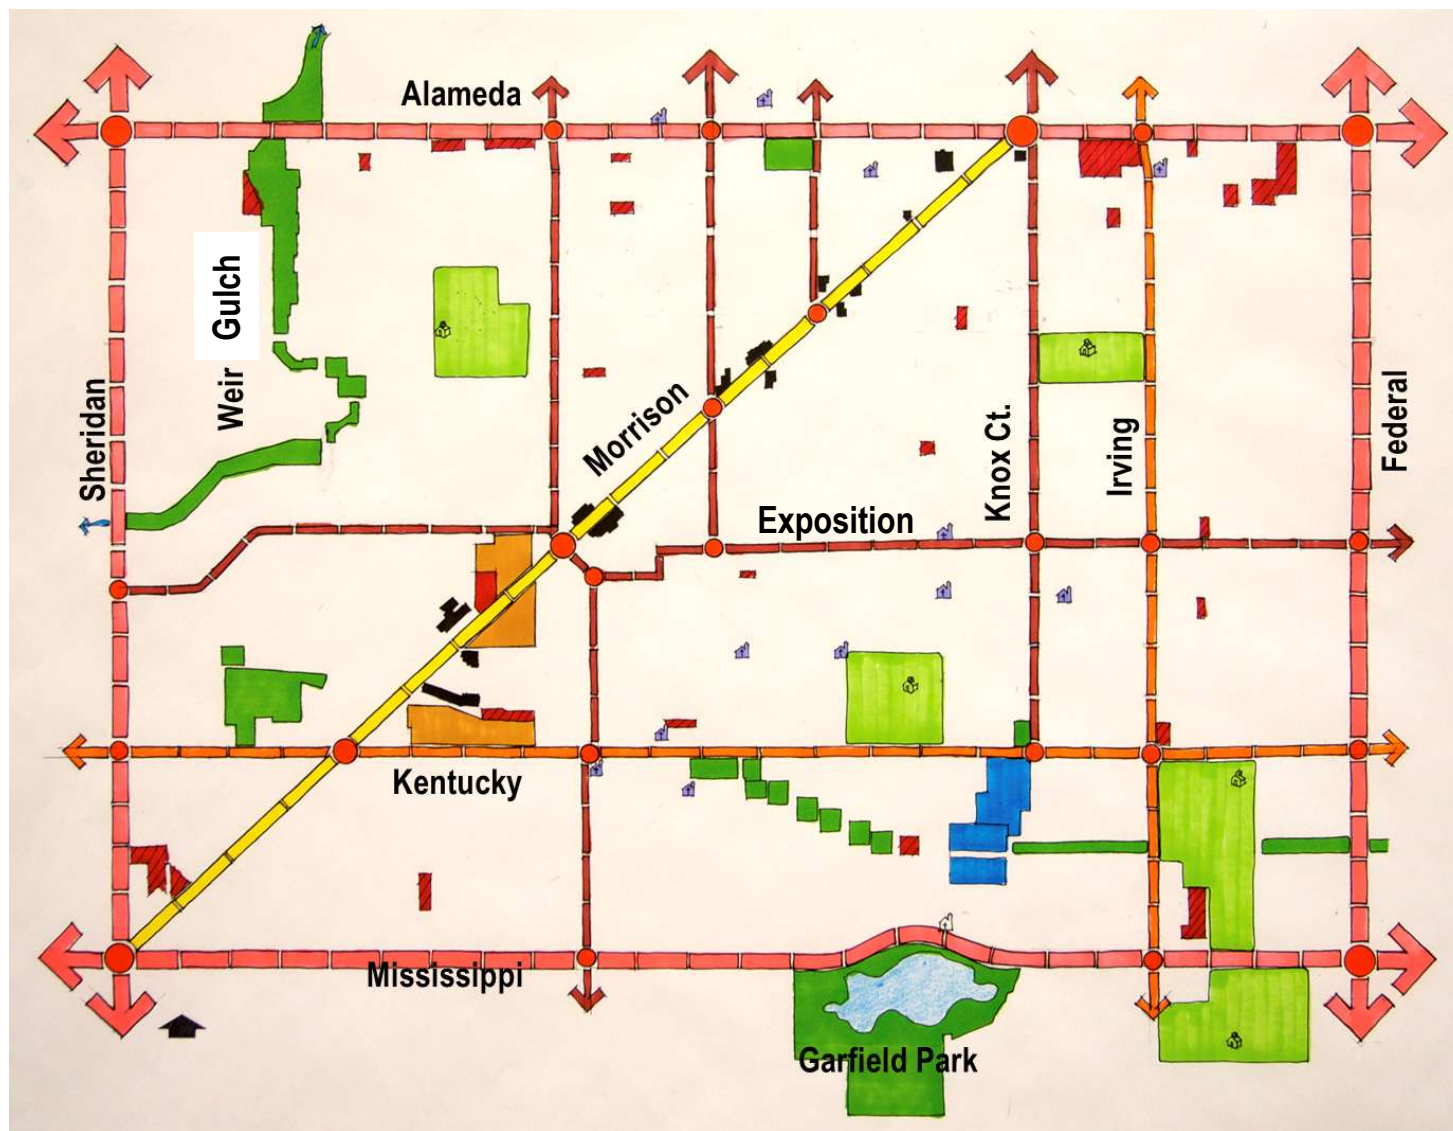 Alameda
Gulch
Weir
Sheridan
Morrison
Knox Ct.
Irving
Federal
Exposition
Kentucky
Mississippi
Garfield Park